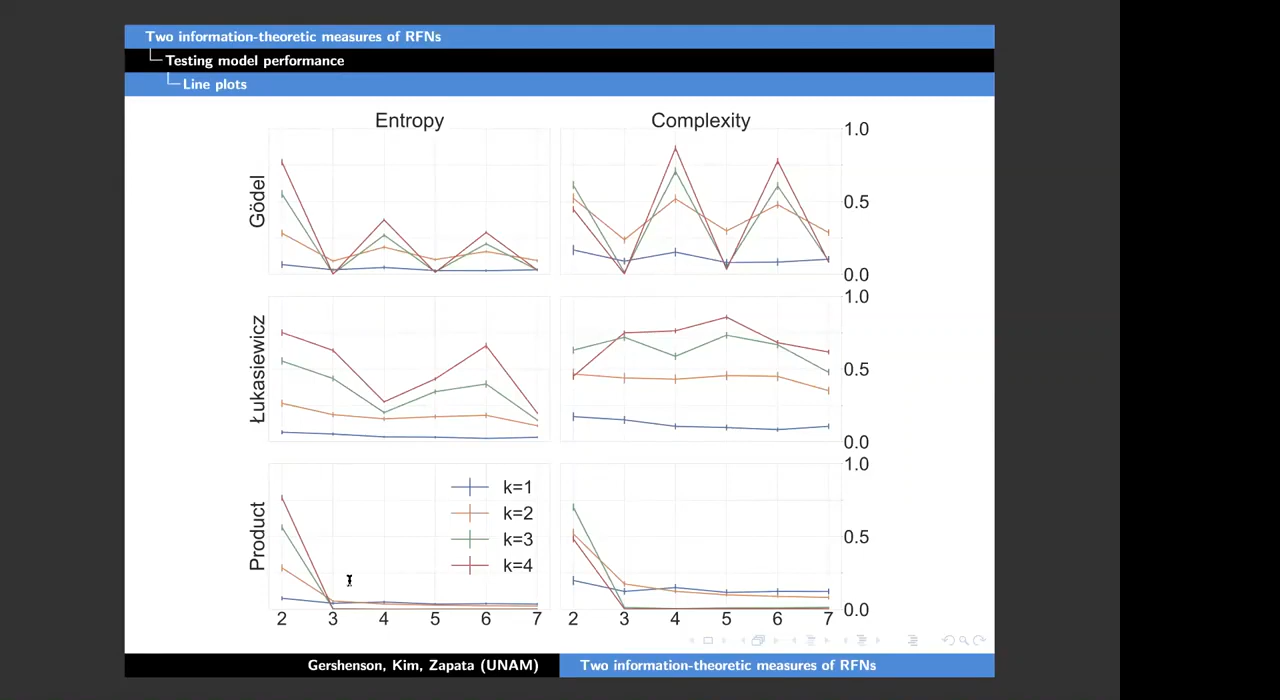 Two information-theoretic measures of RFNs
Testing model performance
Line plots
Entropy
Complexity
Gödel
1.0
0.5
0.0
Łukasiewicz
1.0
0.5
0.0
Product
k=1
k=2
k=3
k=4
1.0
0.5
0.0
2 3 4 5 6 7 2 3 4 5 6 7
Gershenson, Kim, Zapata (UNAM)
Two information-theoretic measures of RFNs